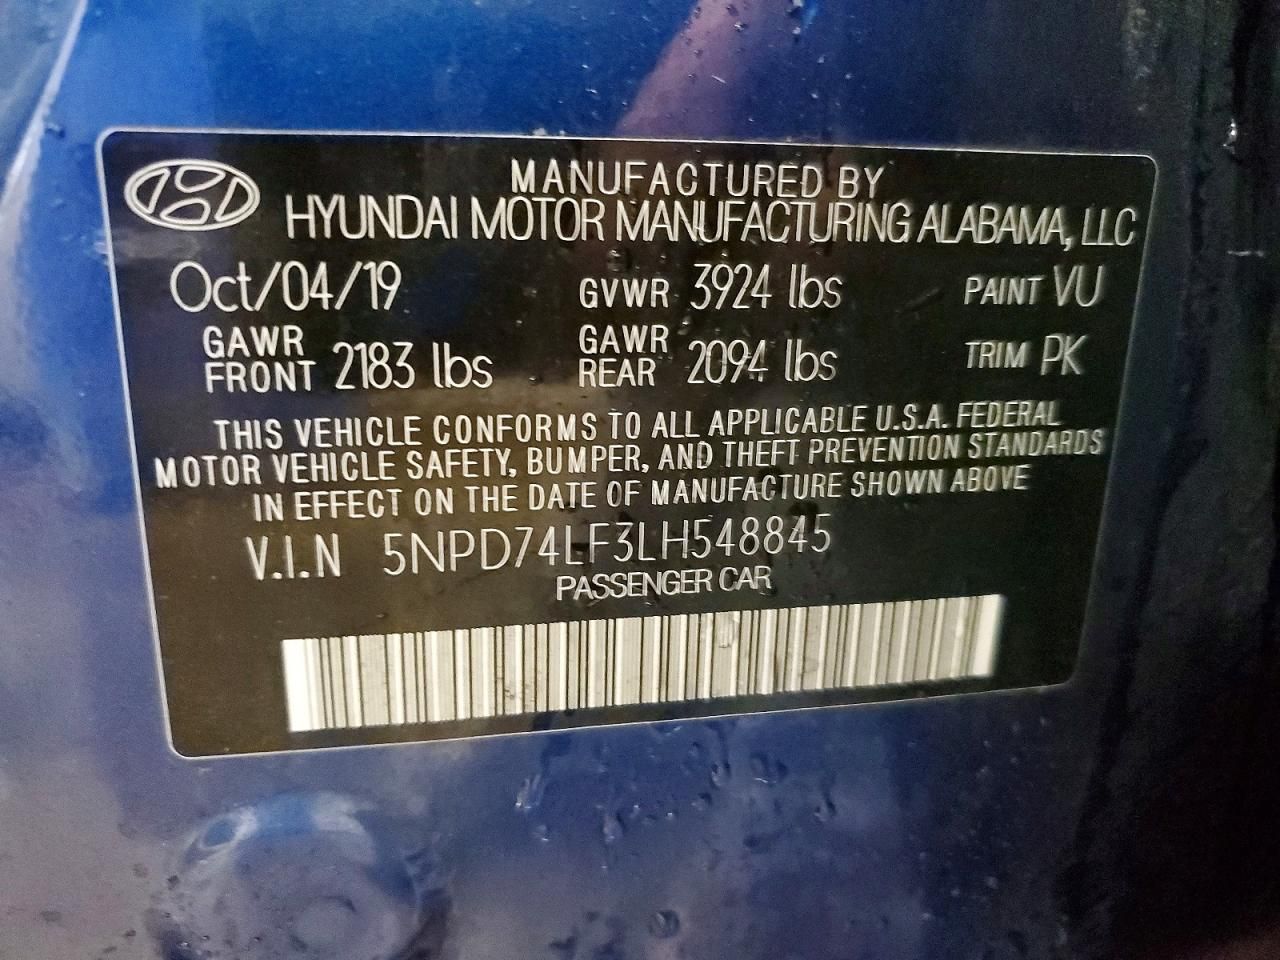 MANUFACTURED BY
HYUNDAI MOTOR MANUFACTURING ALABAMA, LLC
Oct/04/19 GVWR 3924 lbs PAINT VU
GAWR FRONT 2183 lbs GAWR REAR 2094 lbs TRIM PK
THIS VEHICLE CONFORMS TO ALL APPLICABLE U.S.A. FEDERAL
MOTOR VEHICLE SAFETY, BUMPER, AND THEFT PREVENTION STANDARDS
IN EFFECT ON THE DATE OF MANUFACTURE SHOWN ABOVE
V.I.N 5NPD74LF3LH548845
PASSENGER CAR